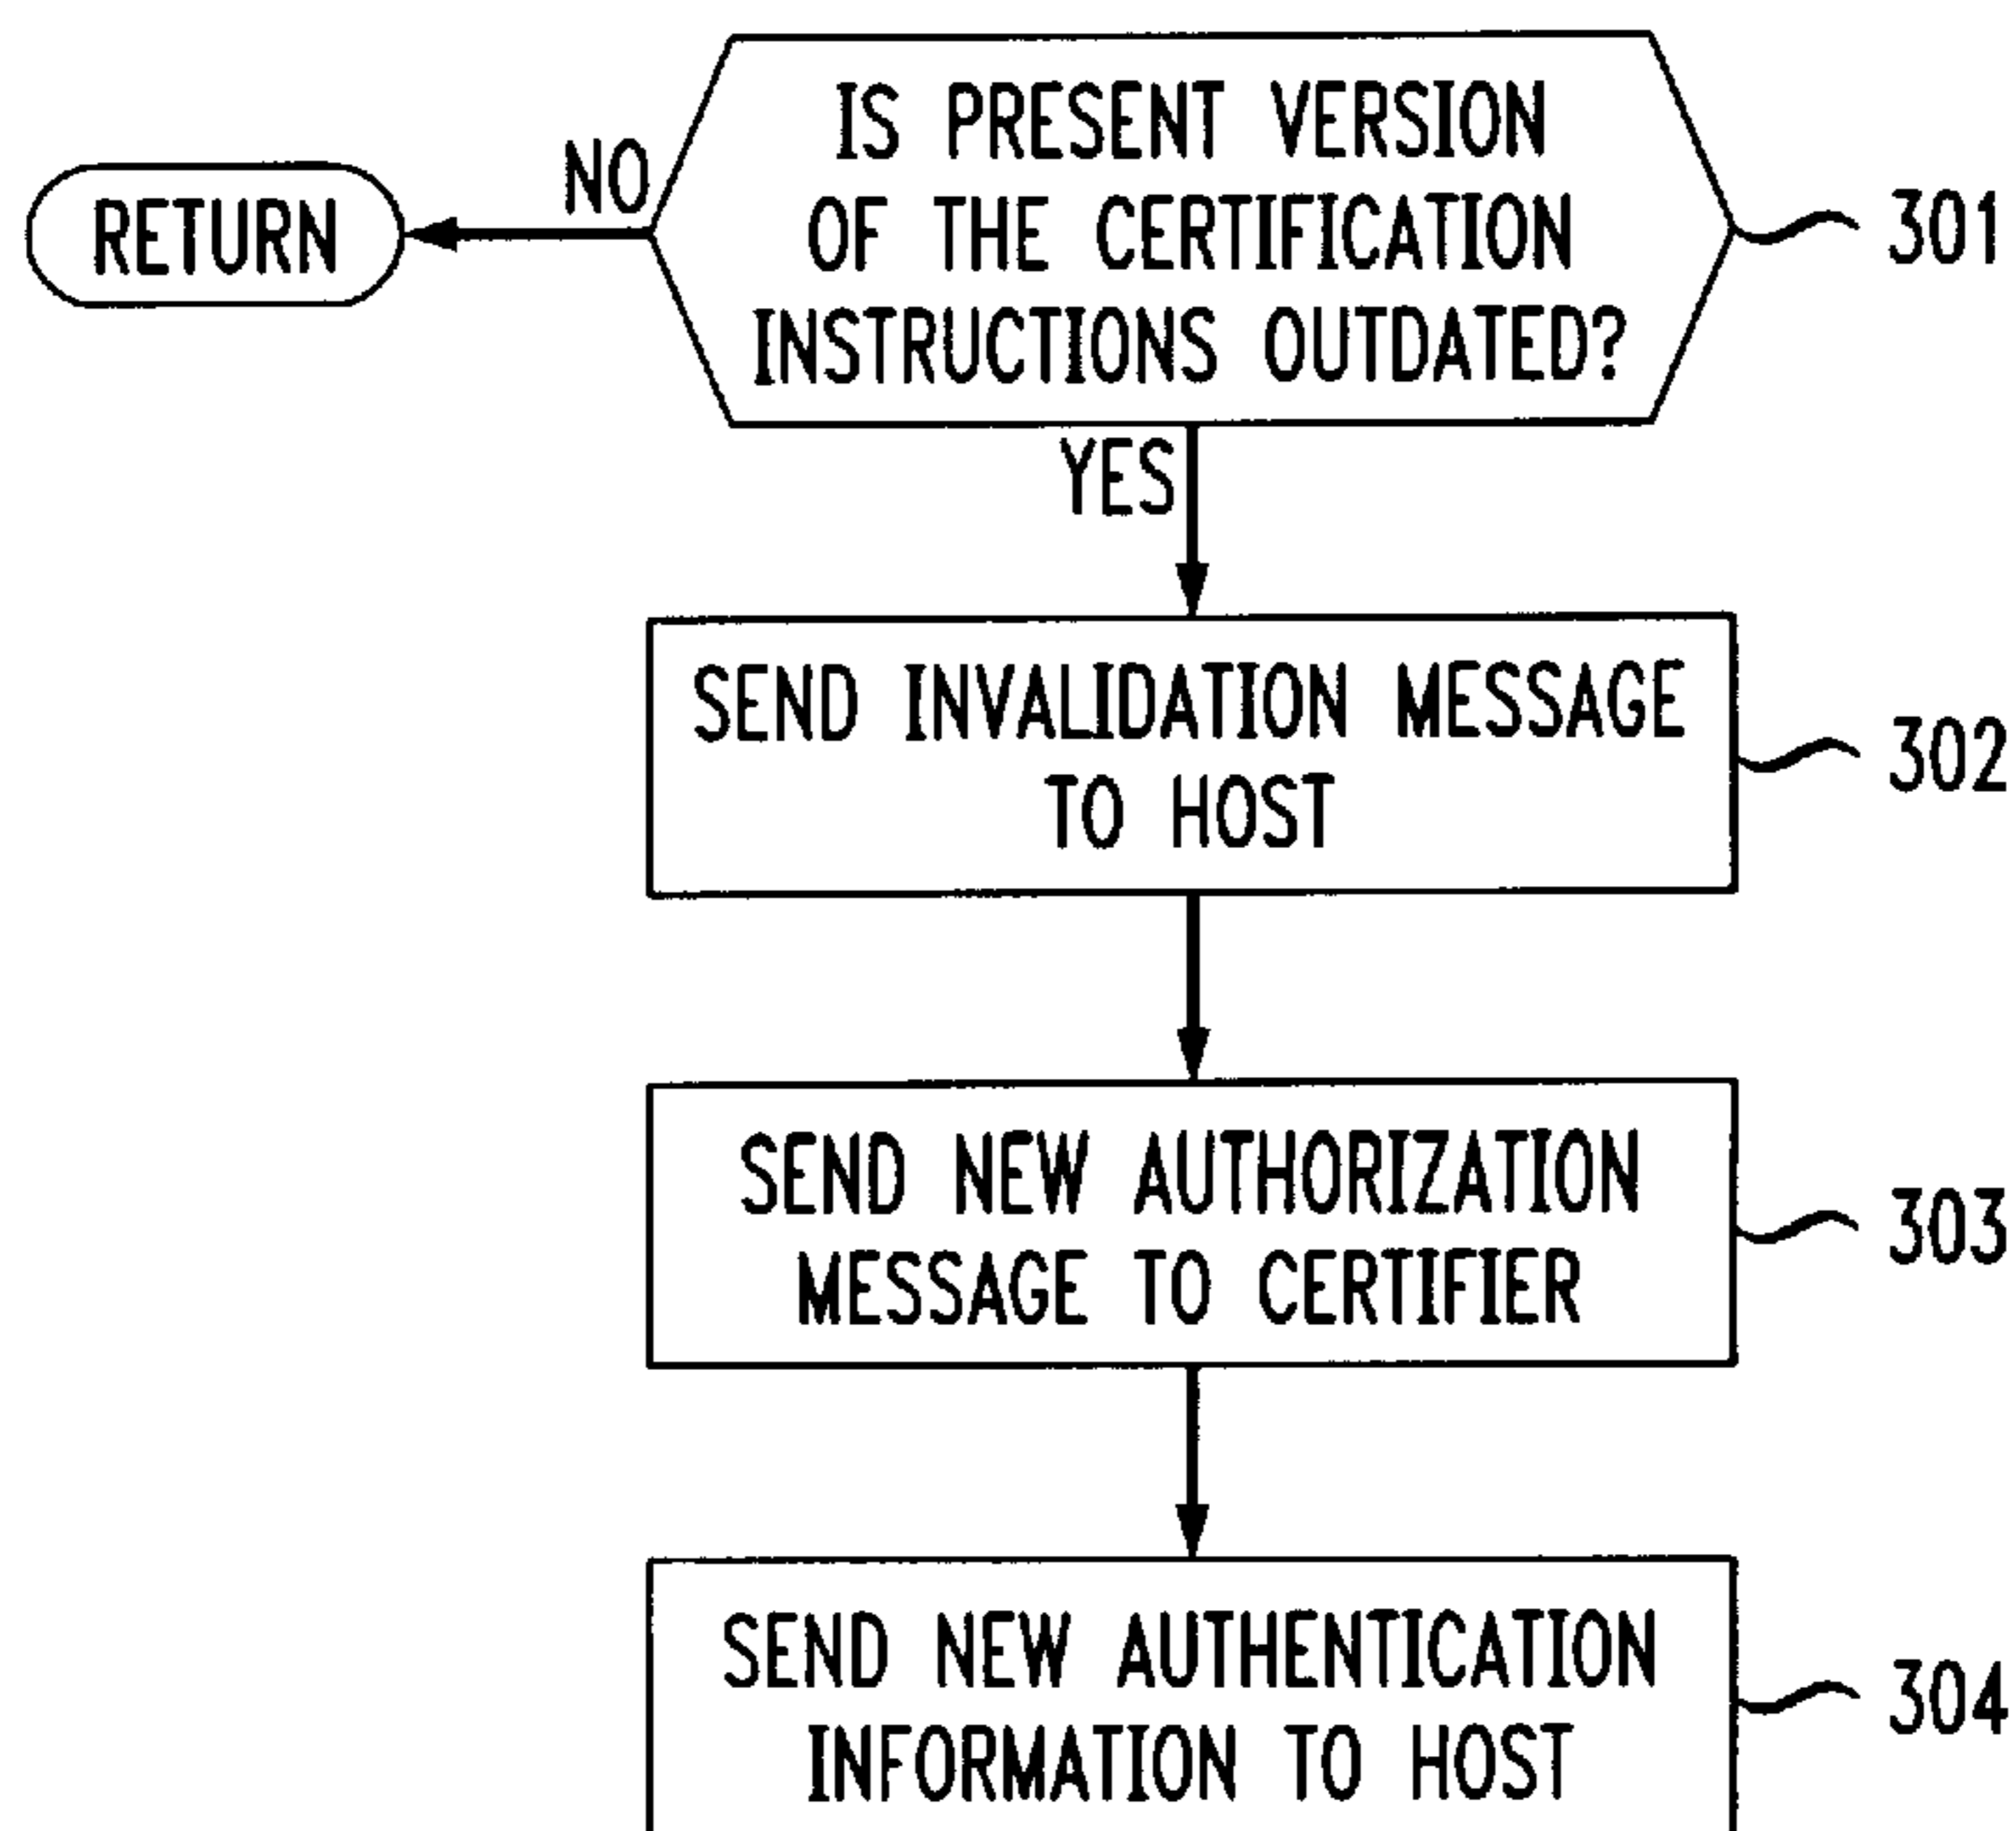 IS PRESENT VERSION
OF THE CERTIFICATION
INSTRUCTIONS OUTDATED?
301
NO
RETURN
YES
SEND INVALIDATION MESSAGE
TO HOST
302
SEND NEW AUTHORIZATION
MESSAGE TO CERTIFIER
303
SEND NEW AUTHENTICATION
INFORMATION TO HOST
304